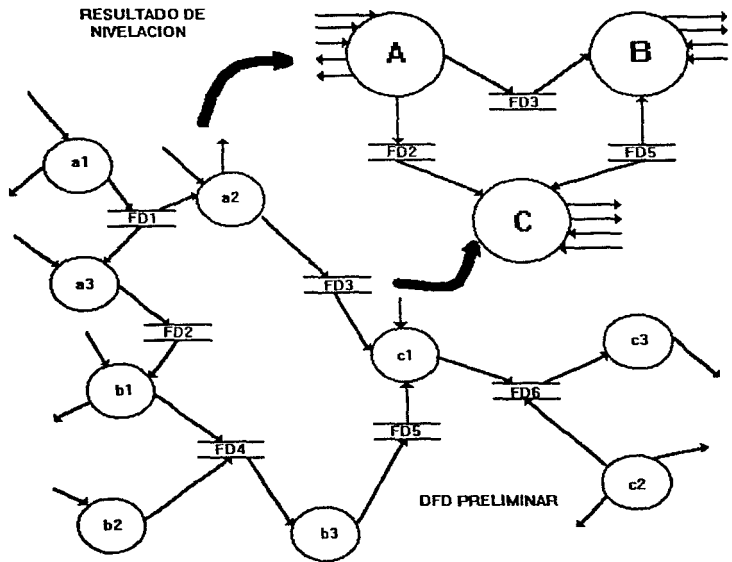 RESULTADO DE
NIVELACION
A
B
FD3
FD2
FD5
C
a1
a2
FD1
a3
FD3
FD2
c1
c3
b1
FD6
FD5
FD4
c2
DFD PRELIMINAR
b2
b3